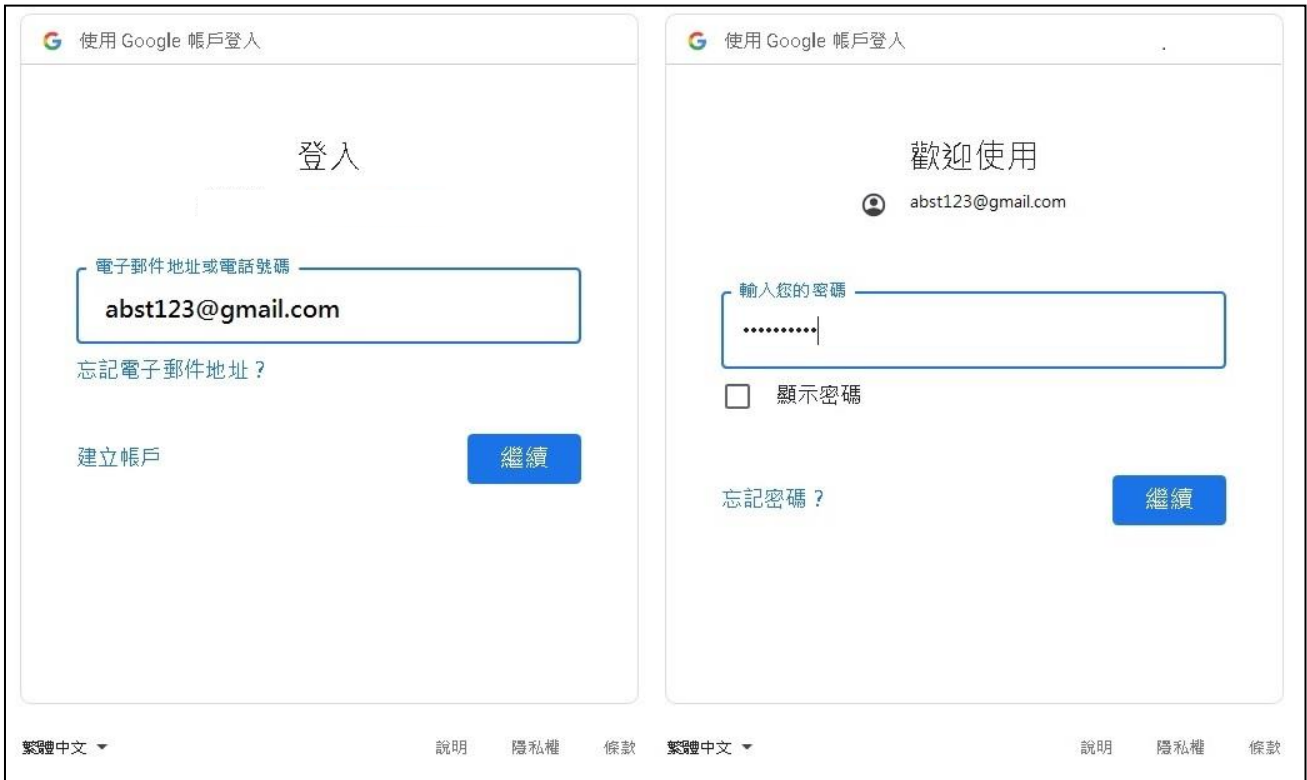 使用 Google 帳戶登入
登入
電子郵件地址或電話號碼
abst123@gmail.com
忘記電子郵件地址？
建立帳戶
繼續
繁體中文
說明
隱私權
條款
使用 Google 帳戶登入
歡迎使用
abst123@gmail.com
輸入您的密碼
••••••••••
顯示密碼
忘記密碼？
繼續
繁體中文
說明
隱私權
條款